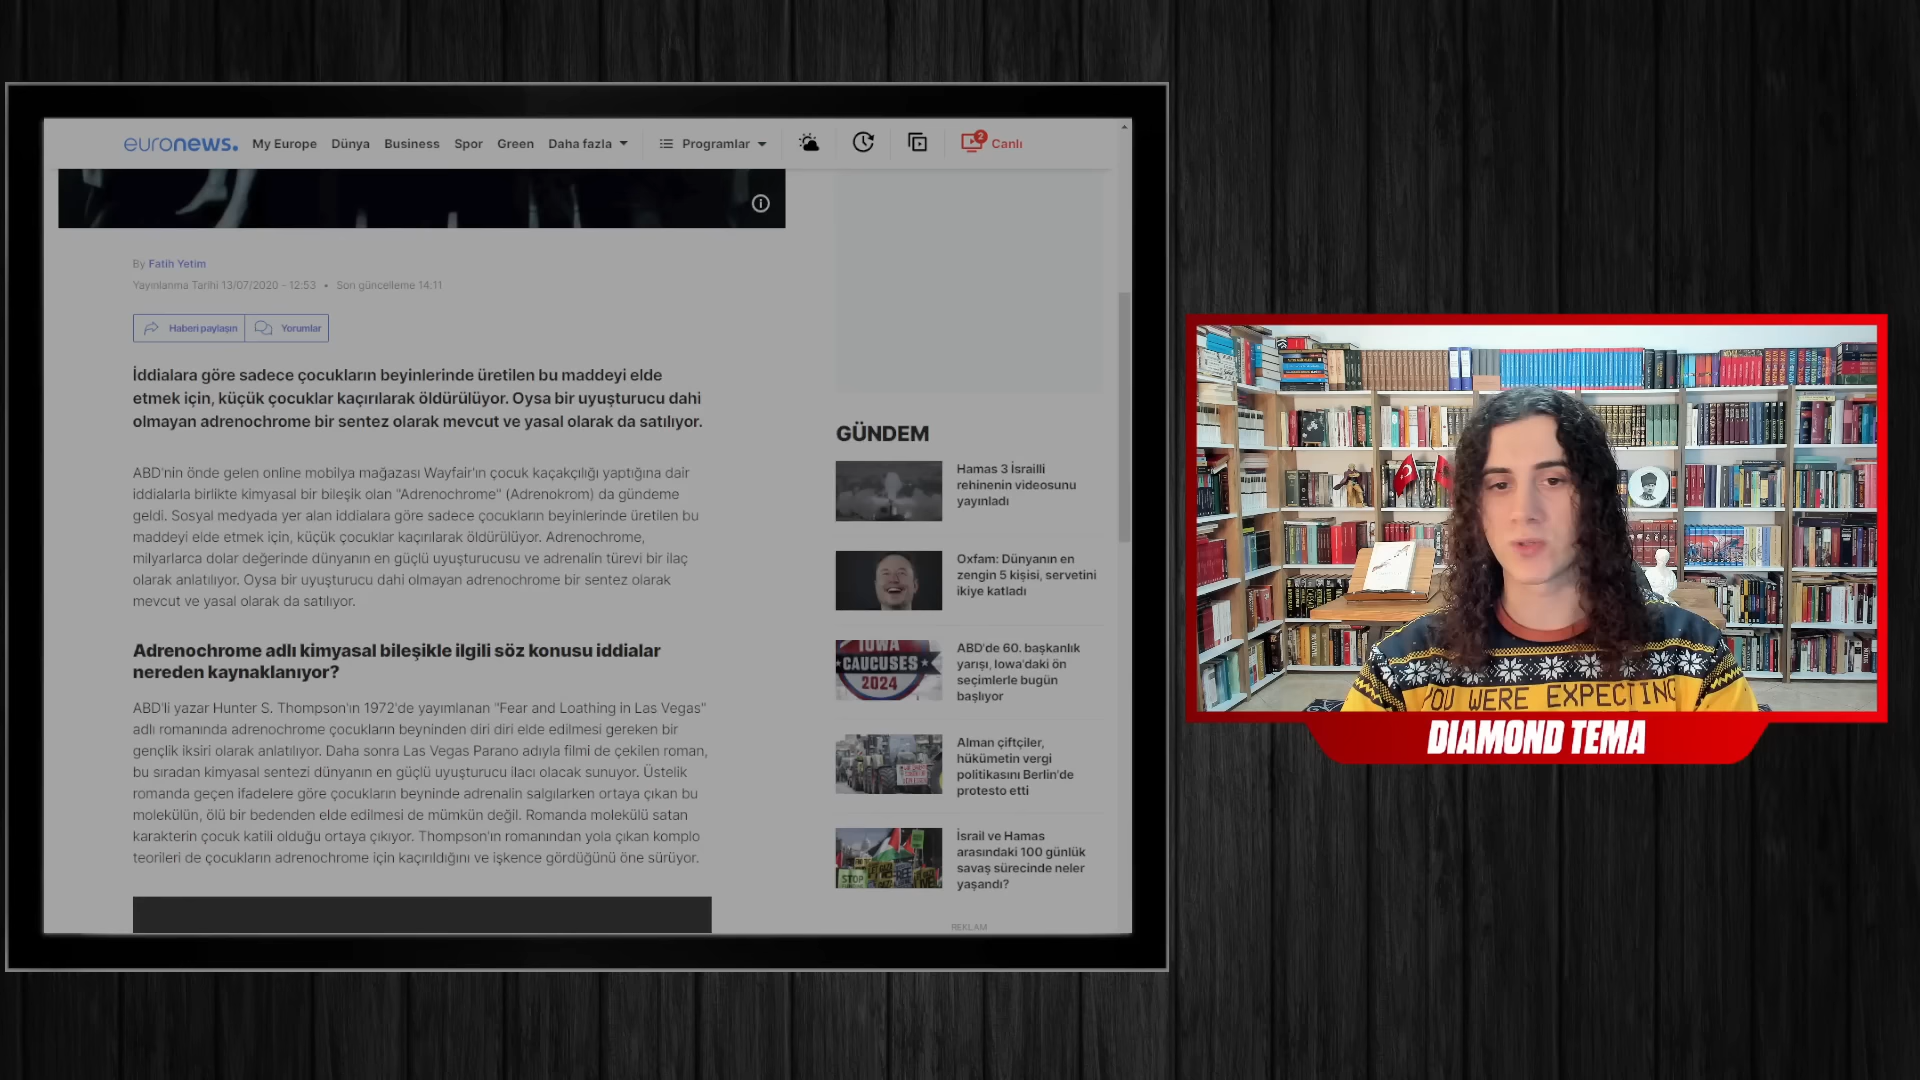 euronews.
My Europe
Dünya
Business
Spor
Green
Daha fazla
Programlar
2
Canlı
By Fatih Yetim
Yayınlanma Tarihi 13/07/2020 - 12:53 • Son güncelleme 14:11
Haberi paylaşın
Yorumlar
İddialara göre sadece çocukların beyinlerinde üretilen bu maddeyi elde
etmek için, küçük çocuklar kaçırılarak öldürülüyor. Oysa bir uyuşturucu dahi
olmayan adrenochrome bir sentez olarak mevcut ve yasal olarak da satılıyor.
ABD'nin önde gelen online mobilya mağazası Wayfair'ın çocuk kaçakçılığı yaptığına dair
iddialarla birlikte kimyasal bir bileşik olan "Adrenochrome" (Adrenokrom) da gündeme
geldi. Sosyal medyada yer alan iddialara göre sadece çocukların beyinlerinde üretilen bu
maddeyi elde etmek için, küçük çocuklar kaçırılarak öldürülüyor. Adrenochrome,
milyarlarca dolar değerinde dünyanın en güçlü uyuşturucusu ve adrenalin türevi bir ilaç
olarak anlatılıyor. Oysa bir uyuşturucu dahi olmayan adrenochrome bir sentez olarak
mevcut ve yasal olarak da satılıyor.
Adrenochrome adlı kimyasal bileşikle ilgili söz konusu iddialar
nereden kaynaklanıyor?
ABD'li yazar Hunter S. Thompson'ın 1972'de yayımlanan "Fear and Loathing in Las Vegas"
adlı romanında adrenochrome çocukların beyninden diri diri elde edilmesi gereken bir
gençlik iksiri olarak anlatılıyor. Daha sonra Las Vegas Parano adıyla filmi de çekilen roman,
bu sıradan kimyasal sentezi dünyanın en güçlü uyuşturucu ilacı olacak sunuyor. Üstelik
romanda geçen ifadelere göre çocukların beyninde adrenalin salgılarken ortaya çıkan bu
molekülün, ölü bir bedenden elde edilmesi de mümkün değil. Romanda molekülü satan
karakterin çocuk katili olduğu ortaya çıkıyor. Thompson'ın romanından yola çıkan komplo
teorileri de çocukların adrenochrome için kaçırıldığını ve işkence gördüğünü öne sürüyor.
GÜNDEM
Hamas 3 İsrailli
rehinenin videosunu
yayınladı
Oxfam: Dünyanın en
zengin 5 kişisi, servetini
ikiye katladı
IOWA
CAUCUSES
2024
ABD'de 60. başkanlık
yarışı, Iowa'daki ön
seçimlerle bugün
başlıyor
Alman çiftçiler,
hükümetin vergi
politikasını Berlin'de
protesto etti
STOP
İsrail ve Hamas
arasındaki 100 günlük
savaş sürecinde neler
yaşandı?
REKLAM
YOU WERE EXPECTING
DIAMOND TEMA